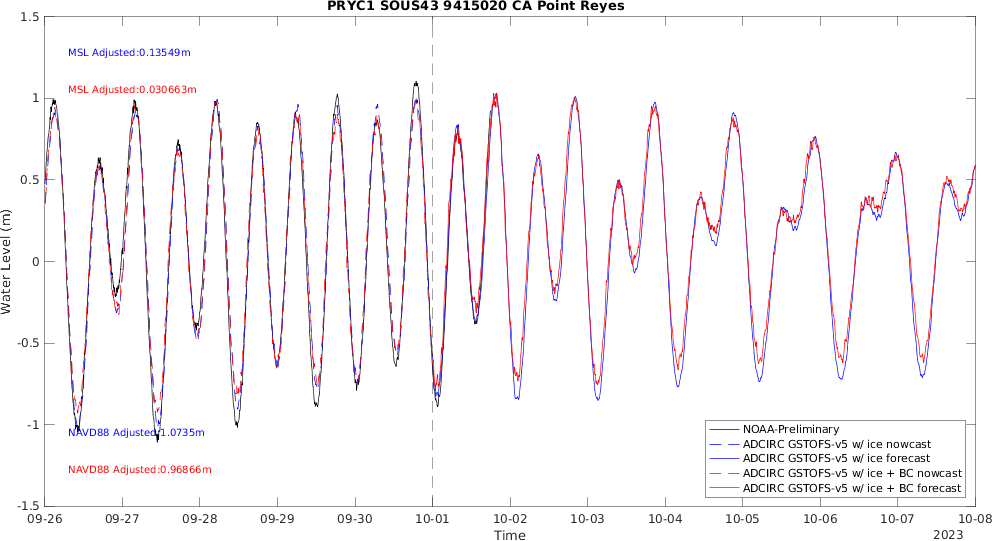 PRYC1 SOUS43 9415020 CA Point Reyes
1.5
1
0.5
0
-0.5
-1
-1.5
Water Level (m)
MSL Adjusted:0.13549m
MSL Adjusted:0.030663m
NAVD88 Adjusted:1.0735m
NAVD88 Adjusted:0.96866m
NOAA-Preliminary
ADCIRC GSTOFS-v5 w/ ice nowcast
ADCIRC GSTOFS-v5 w/ ice forecast
ADCIRC GSTOFS-v5 w/ ice + BC nowcast
ADCIRC GSTOFS-v5 w/ ice + BC forecast
09-26 09-27 09-28 09-29 09-30 10-01 10-02 10-03 10-04 10-05 10-06 10-07 10-08
Time
2023